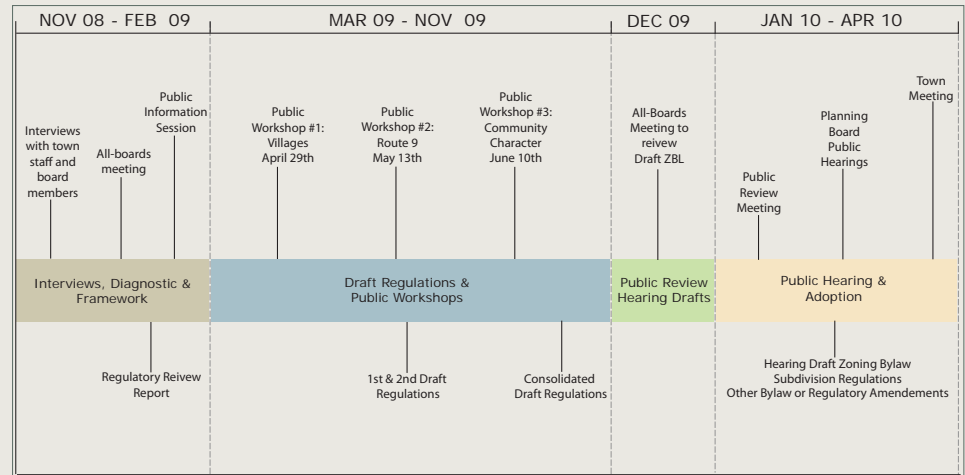 NOV 08 - FEB 09
MAR 09 - NOV 09
DEC 09
JAN 10 - APR 10
Interviews
with town
staff and
board
members
All-boards
meeting
Public
Information
Session
Public
Workshop #1:
Villages
April 29th
Public
Workshop #2:
Route 9
May 13th
Public
Workshop #3:
Community
Character
June 10th
All-Boards
Meeting to
reivew
Draft ZBL
Public
Review
Meeting
Planning
Board
Public
Hearings
Town
Meeting
Interviews, Diagnostic &
Framework
Draft Regulations &
Public Workshops
Public Review
Hearing Drafts
Public Hearing &
Adoption
Regulatory Reivew
Report
1st & 2nd Draft
Regulations
Consolidated
Draft Regulations
Hearing Draft Zoning Bylaw
Subdivision Regulations
Other Bylaw or Regulatory Amendements